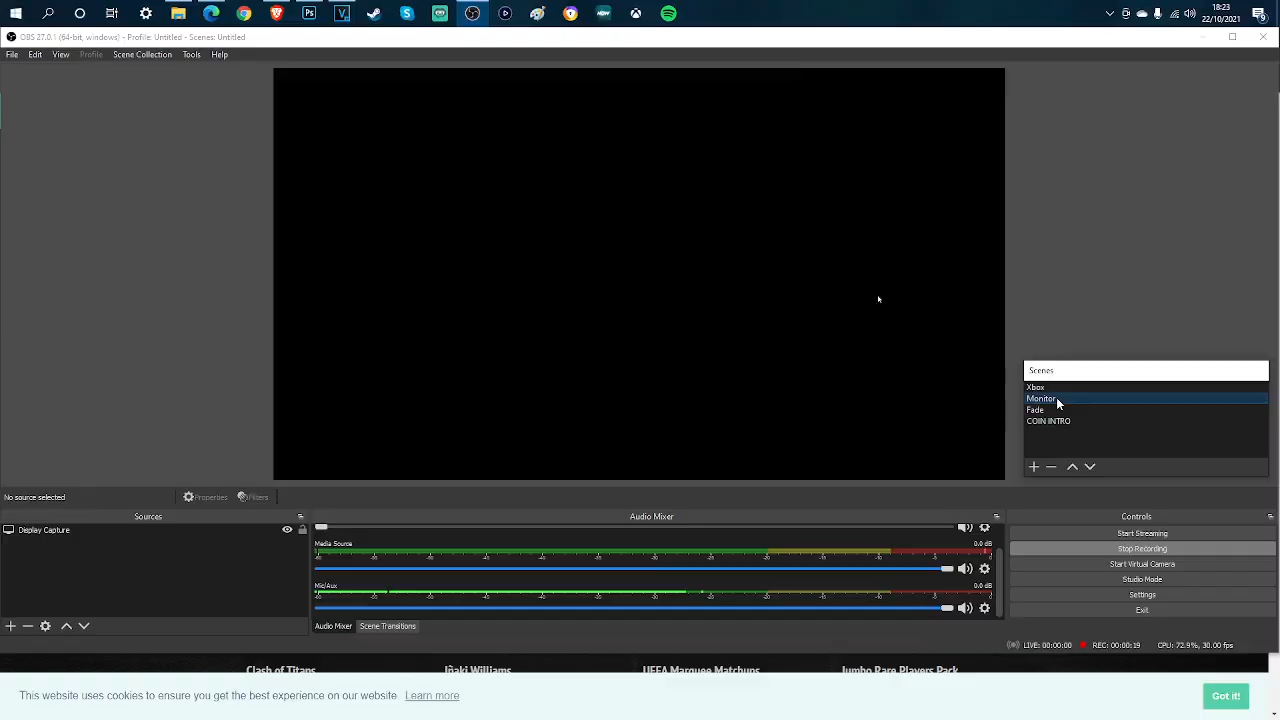 18:23
22/10/2021
OBS 27.0.1 (64-bit, windows) - Profile: Untitled - Scenes: Untitled
File Edit View Profile Scene Collection Tools Help
Scenes
Xbox
Monitor
Fade
COIN INTRO
No source selected
Properties
Filters
Sources
Display Capture
Audio Mixer
Media Source
0.0 dB
Mic/Aux
0.0 dB
Audio Mixer
Scene Transitions
Controls
Start Streaming
Stop Recording
Start Virtual Camera
Studio Mode
Settings
Exit
LIVE: 00:00:00 REC: 00:00:19 CPU: 72.9%, 30.00 fps
Clash of Titans Iñaki Williams UEFA Marquee Matchups Jumbo Rare Players Pack
This website uses cookies to ensure you get the best experience on our website. Learn more
Got it!